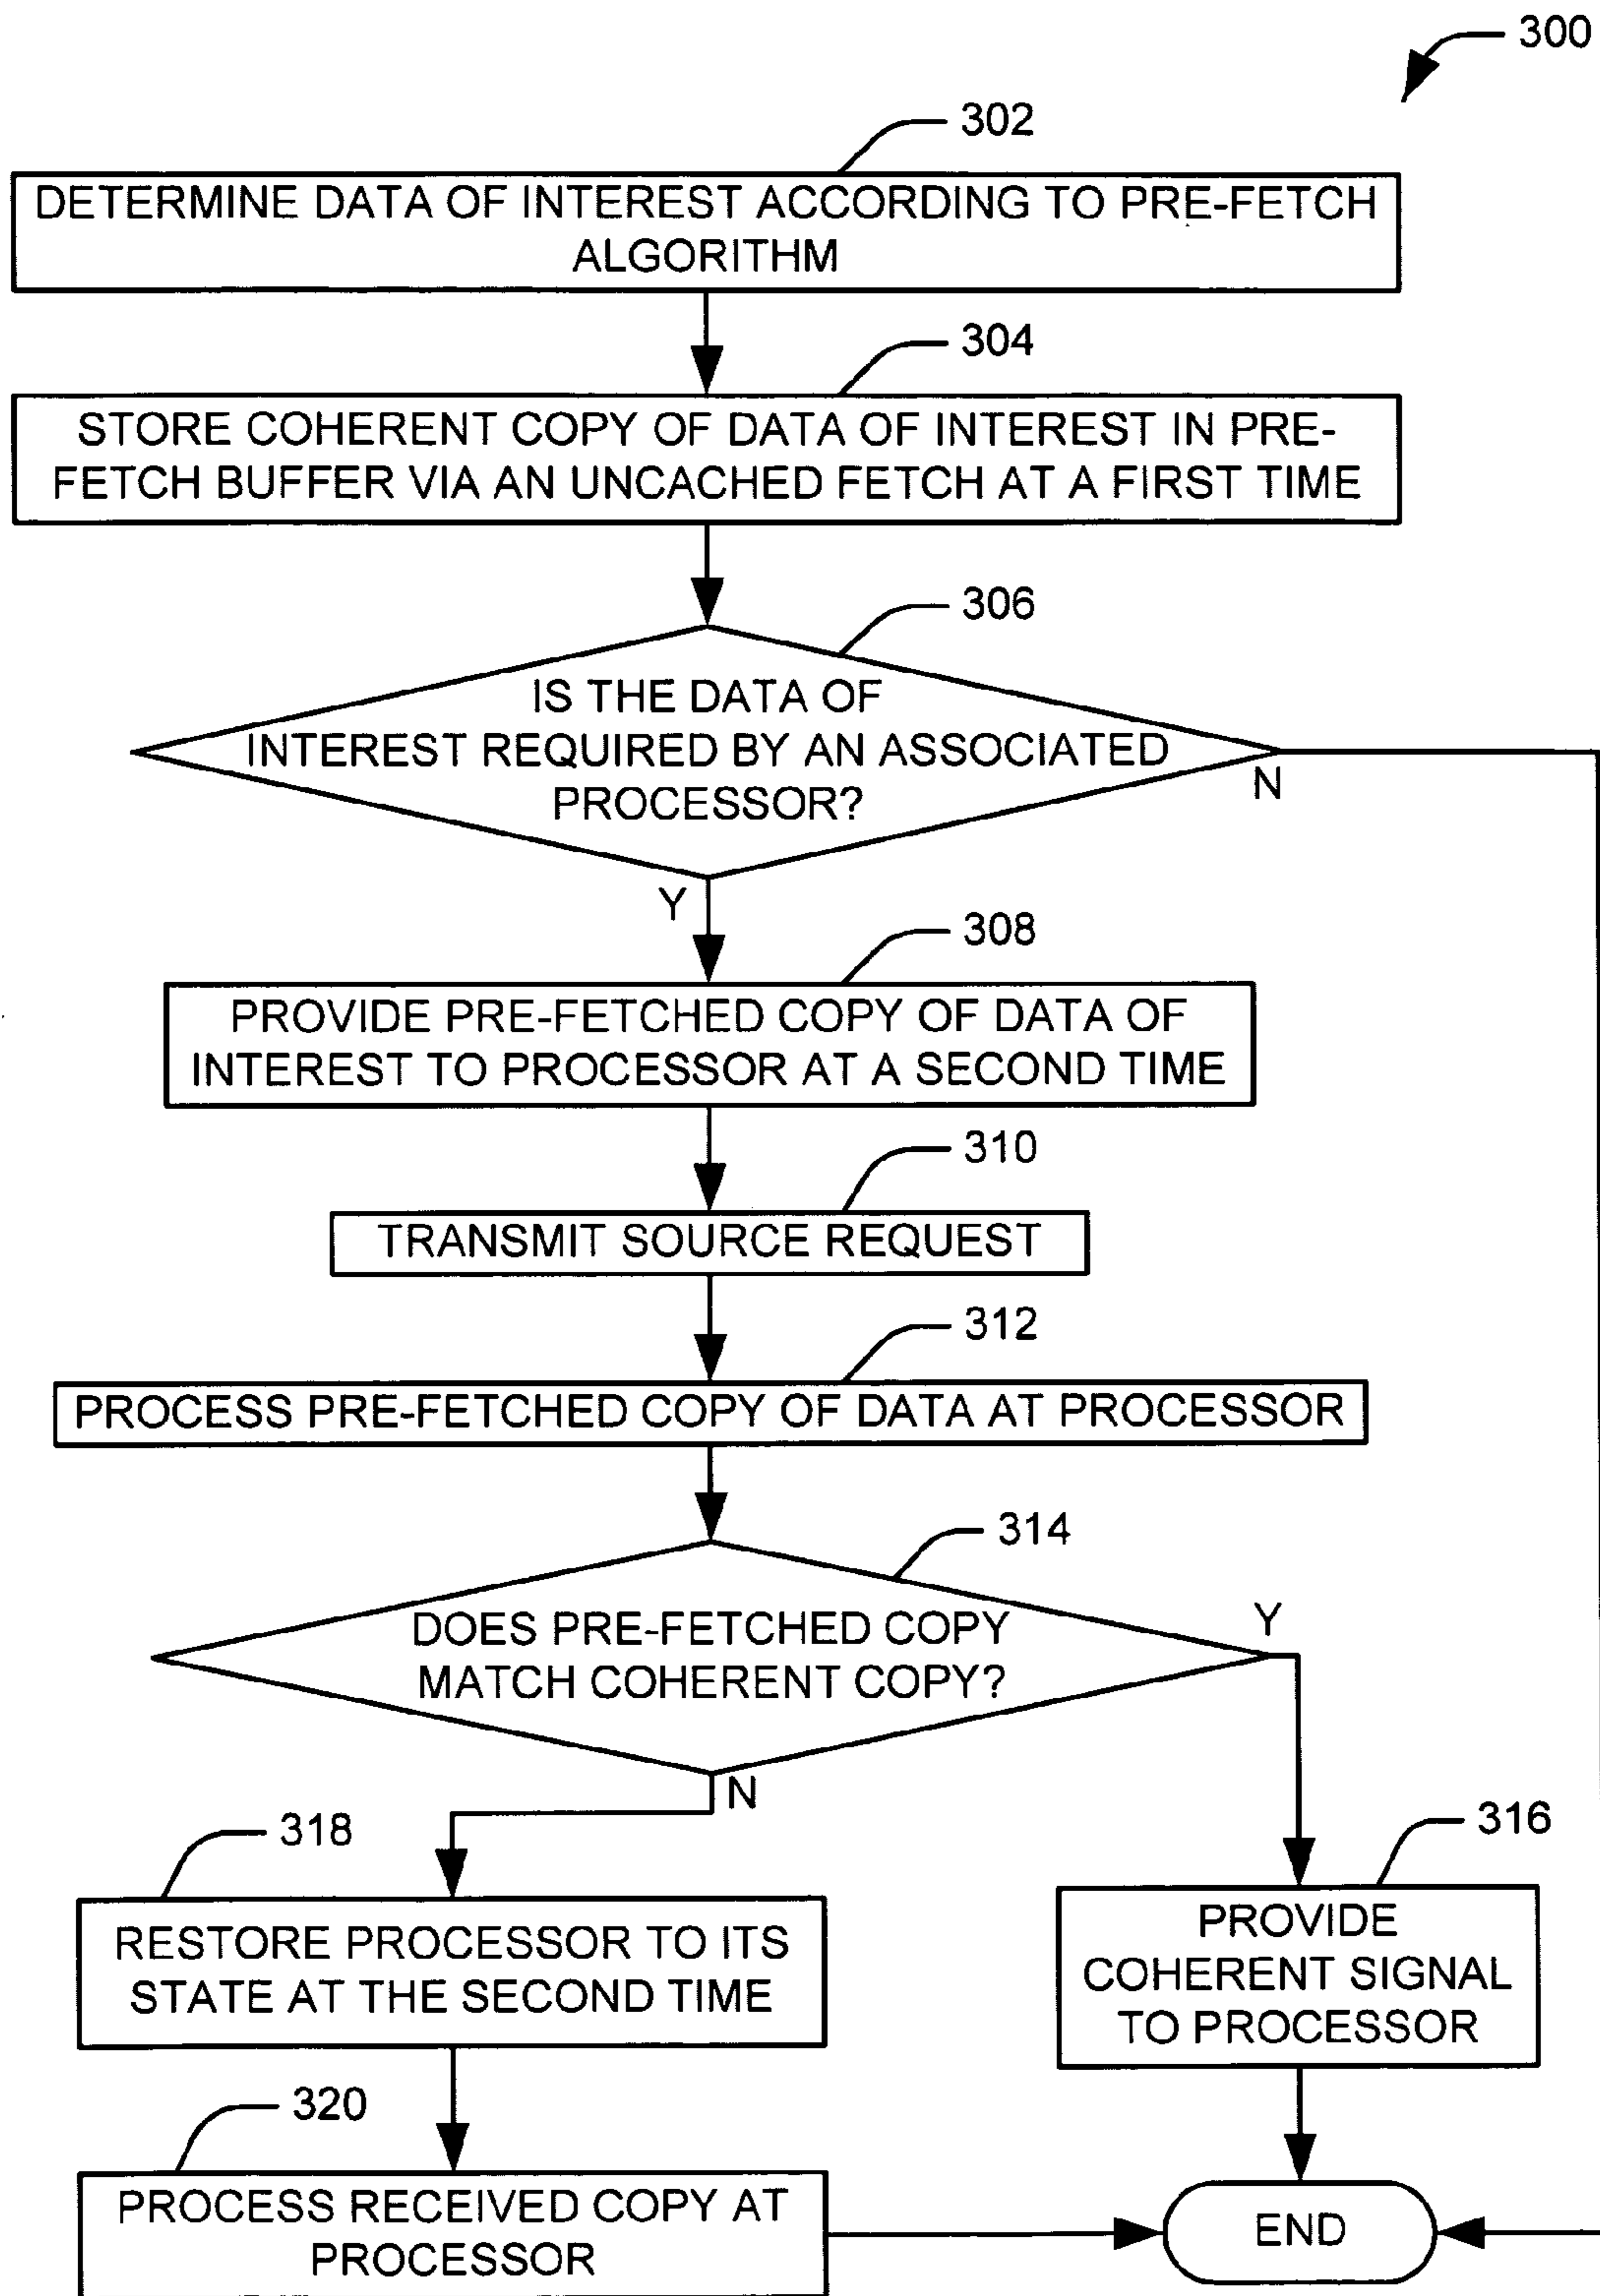 300
302
DETERMINE DATA OF INTEREST ACCORDING TO PRE-FETCH
ALGORITHM
304
STORE COHERENT COPY OF DATA OF INTEREST IN PRE-
FETCH BUFFER VIA AN UNCACHED FETCH AT A FIRST TIME
306
IS THE DATA OF
INTEREST REQUIRED BY AN ASSOCIATED
PROCESSOR?
N
Y
308
PROVIDE PRE-FETCHED COPY OF DATA OF
INTEREST TO PROCESSOR AT A SECOND TIME
310
TRANSMIT SOURCE REQUEST
312
PROCESS PRE-FETCHED COPY OF DATA AT PROCESSOR
314
DOES PRE-FETCHED COPY
MATCH COHERENT COPY?
Y
N
318
RESTORE PROCESSOR TO ITS
STATE AT THE SECOND TIME
316
PROVIDE
COHERENT SIGNAL
TO PROCESSOR
320
PROCESS RECEIVED COPY AT
PROCESSOR
END